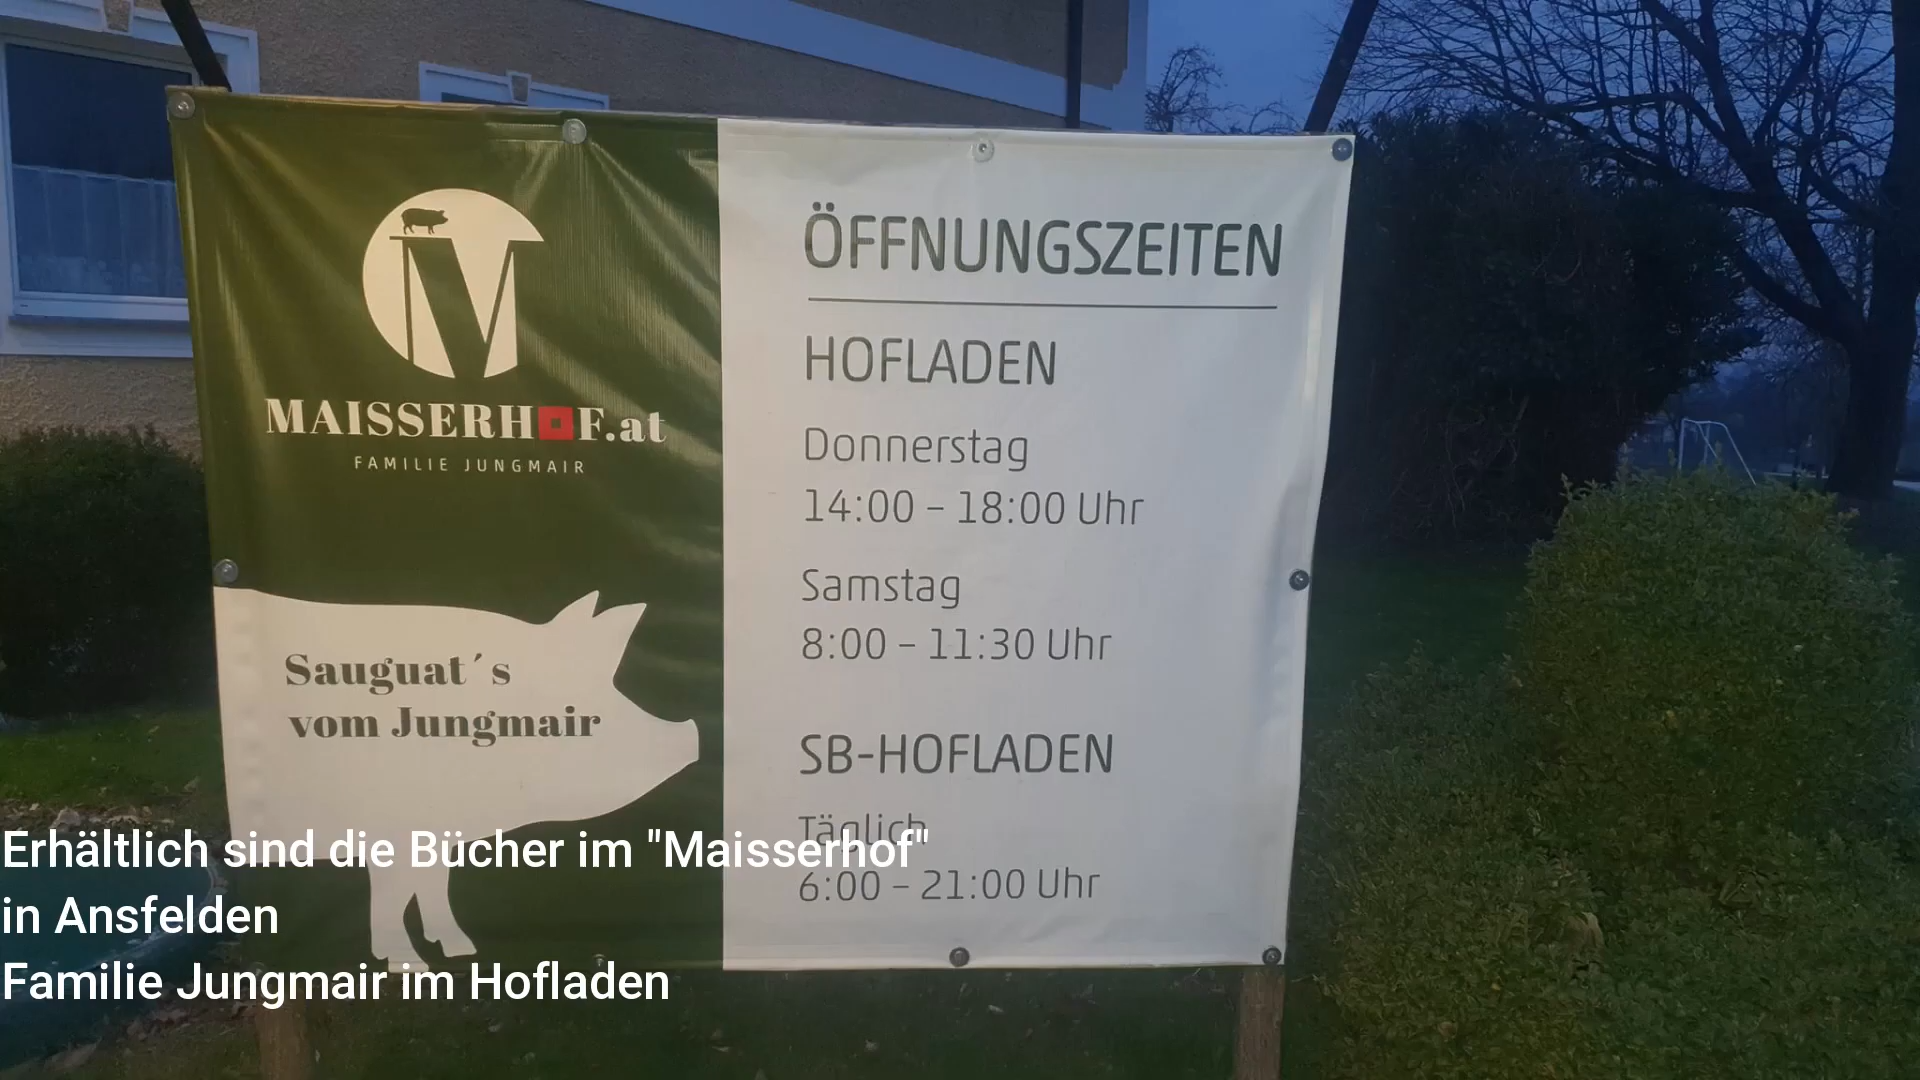 MAISSERHOF.at
FAMILIE JUNGMAIR
Sauguat´s
vom Jungmair
ÖFFNUNGSZEITEN
HOFLADEN
Donnerstag
14:00 – 18:00 Uhr
Samstag
8:00 – 11:30 Uhr
SB-HOFLADEN
Täglich
6:00 – 21:00 Uhr
Erhältlich sind die Bücher im "Maisserhof"
in Ansfelden
Familie Jungmair im Hofladen